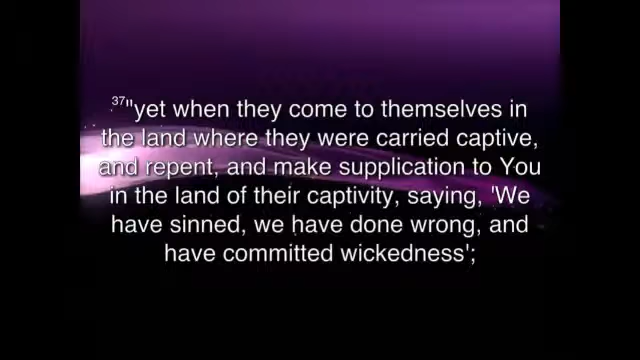 37"yet when they come to themselves in
the land where they were carried captive,
and repent, and make supplication to You
in the land of their captivity, saying, 'We
have sinned, we have done wrong, and
have committed wickedness';